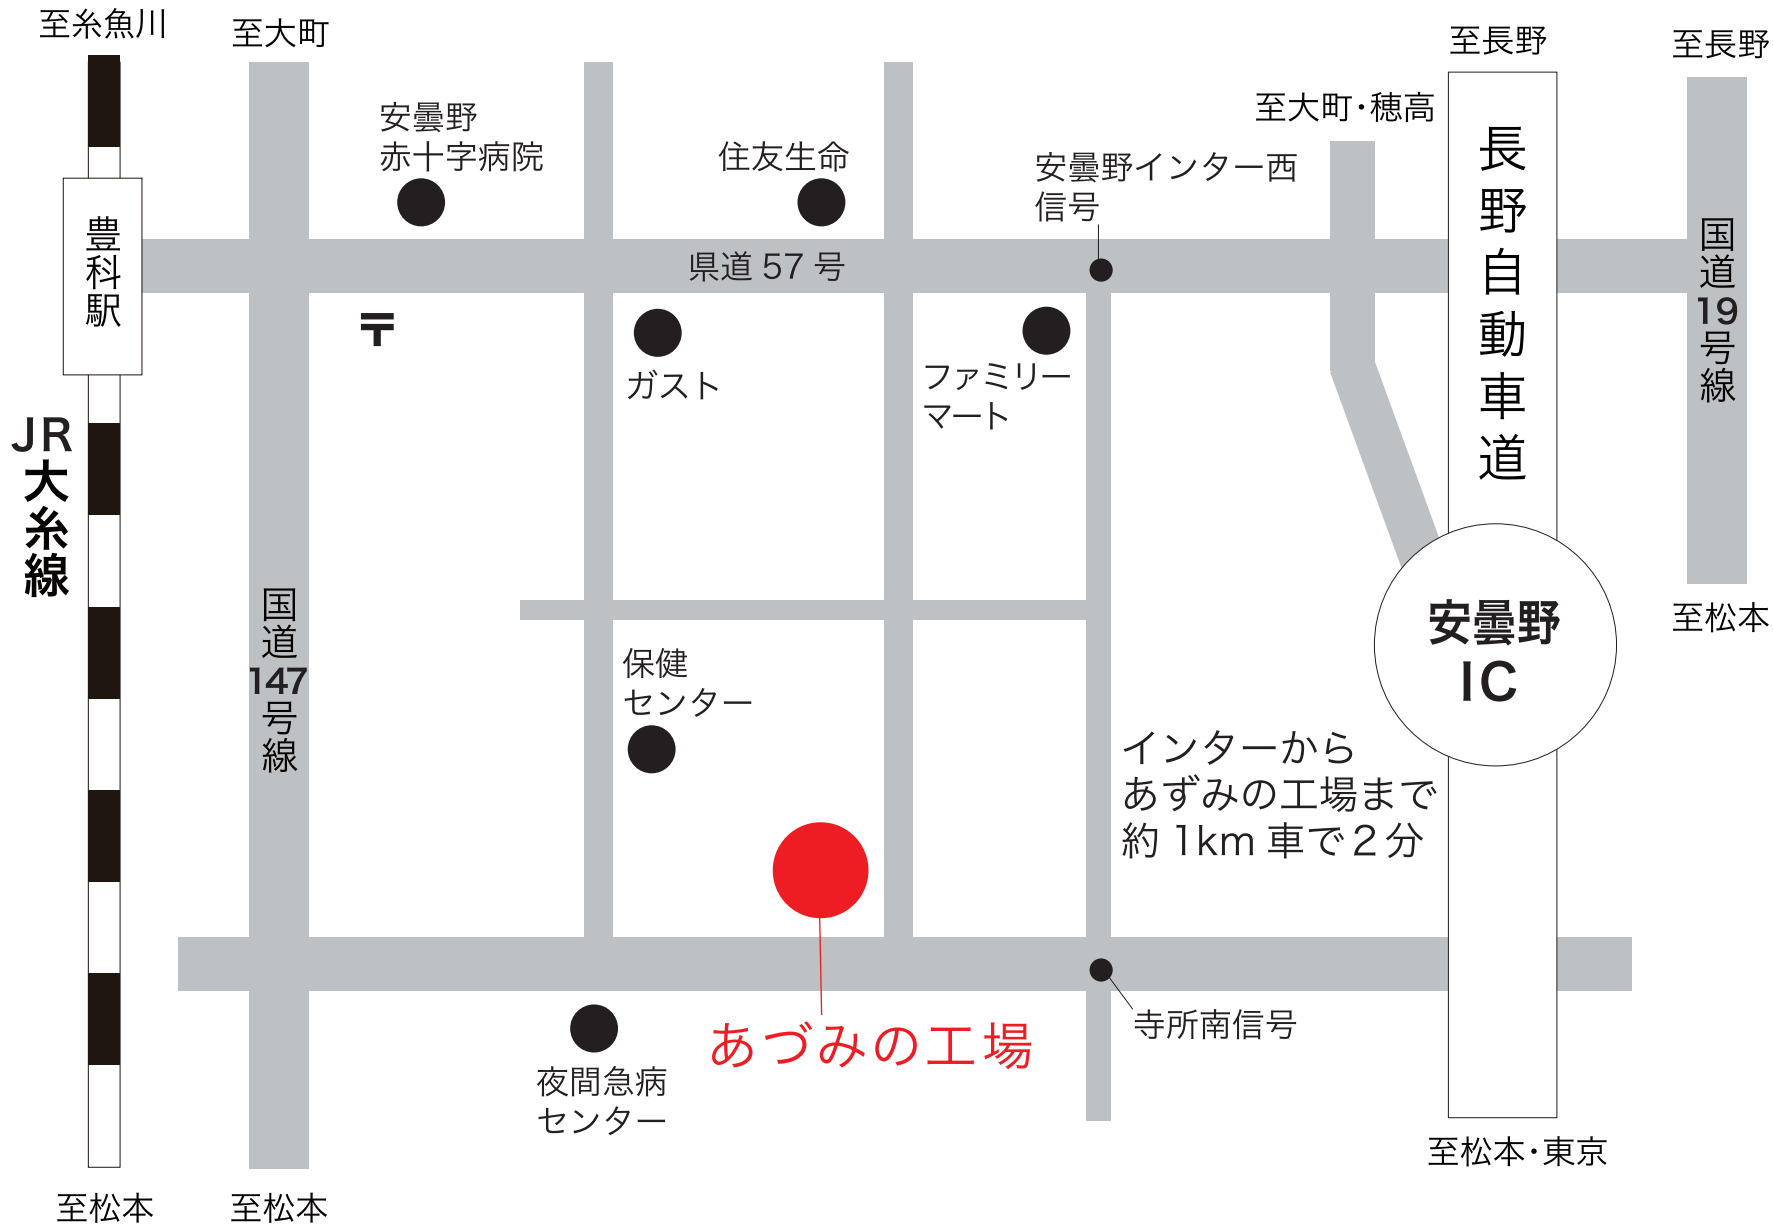 至糸魚川
至大町
至長野
至長野
至大町・穂高
安曇野
赤十字病院
住友生命
安曇野インター西
信号
長野自動車道
国道19号線
豊科駅
県道 57 号
〒
ガスト
ファミリー
マート
JR
大糸線
国道147号線
安曇野
IC
至松本
保健
センター
インターから
あずみの工場まで
約 1km 車で2分
あづみの工場
寺所南信号
夜間急病
センター
至松本・東京
至松本
至松本